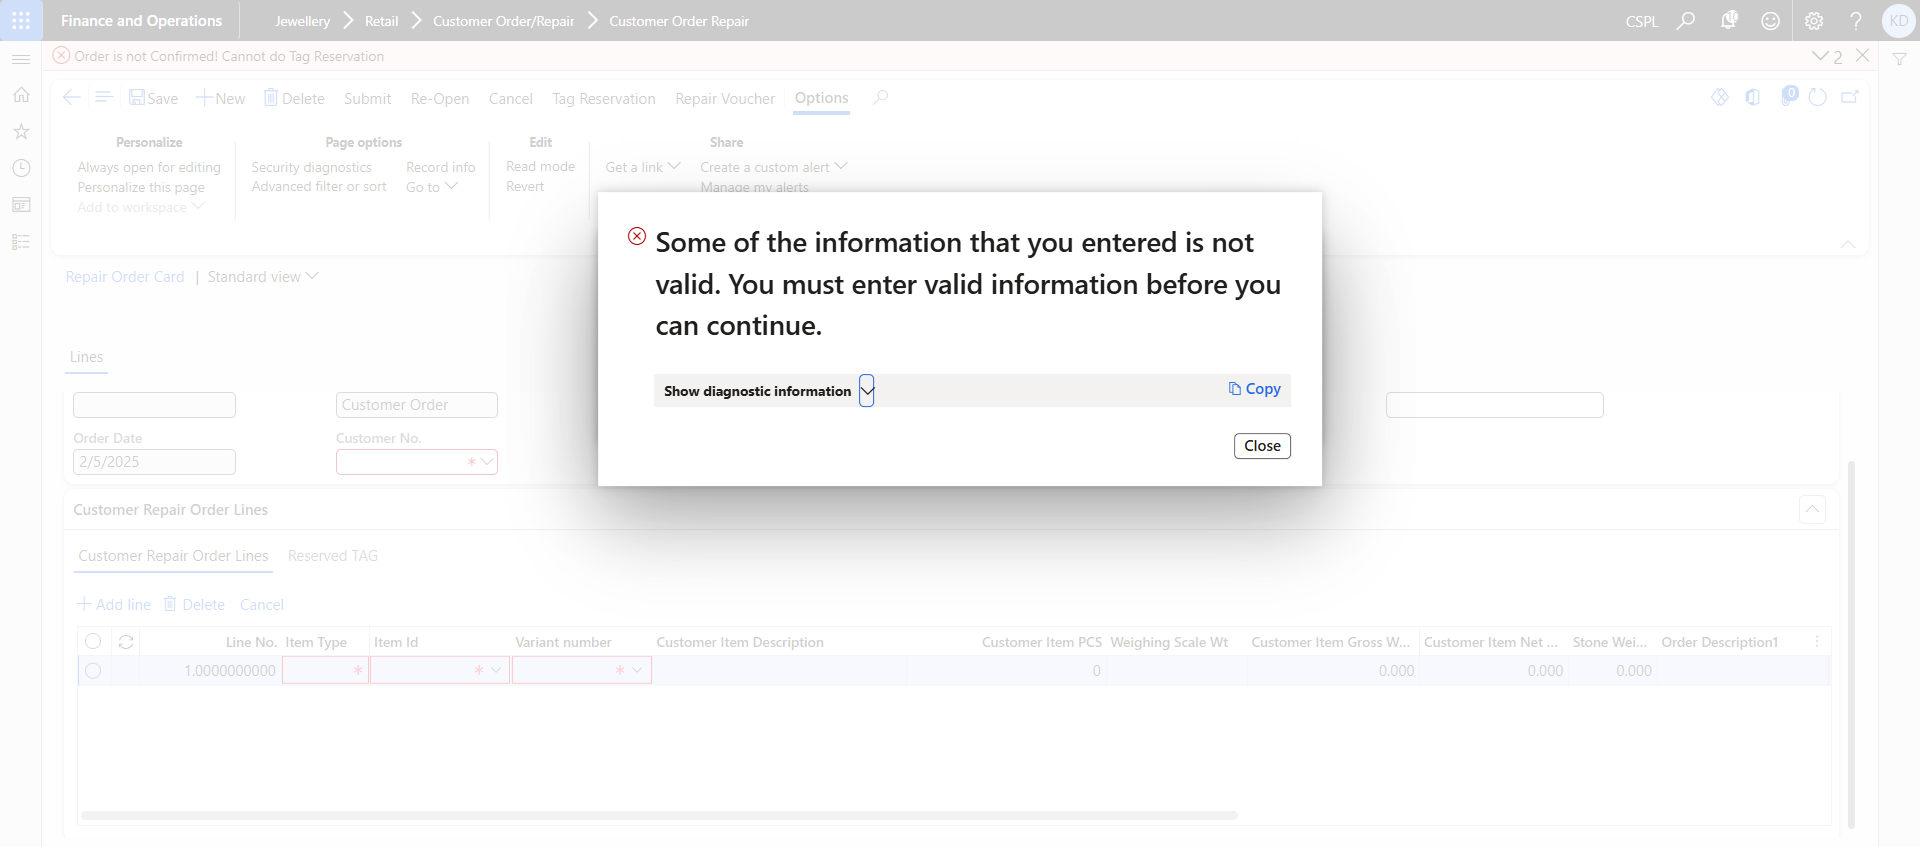 Finance and Operations
Jewellery Retail Customer Order/Repair Customer Order Repair
CSPL
10
KD
Order is not Confirmed! Cannot do Tag Reservation
2
Save New Delete Submit Re-Open Cancel Tag Reservation Repair Voucher Options
0
Personalize
Always open for editing
Personalize this page
Add to workspace
Page options
Security diagnostics
Advanced filter or sort
Record info
Go to
Edit
Read mode
Revert
Share
Get a link
Create a custom alert
Manage my alerts
Repair Order Card | Standard view
Some of the information that you entered is not
valid. You must enter valid information before you
can continue.
Show diagnostic information
Copy
Close
Lines
Customer Order
Order Date
2/5/2025
Customer No.
*
Customer Repair Order Lines
Customer Repair Order Lines Reserved TAG
Add line Delete Cancel
Line No. Item Type Item Id Variant number Customer Item Description Customer Item PCS Weighing Scale Wt Customer Item Gross W... Customer Item Net ... Stone Wei... Order Description1
1.0000000000 * * * 0 0.000 0.000 0.000